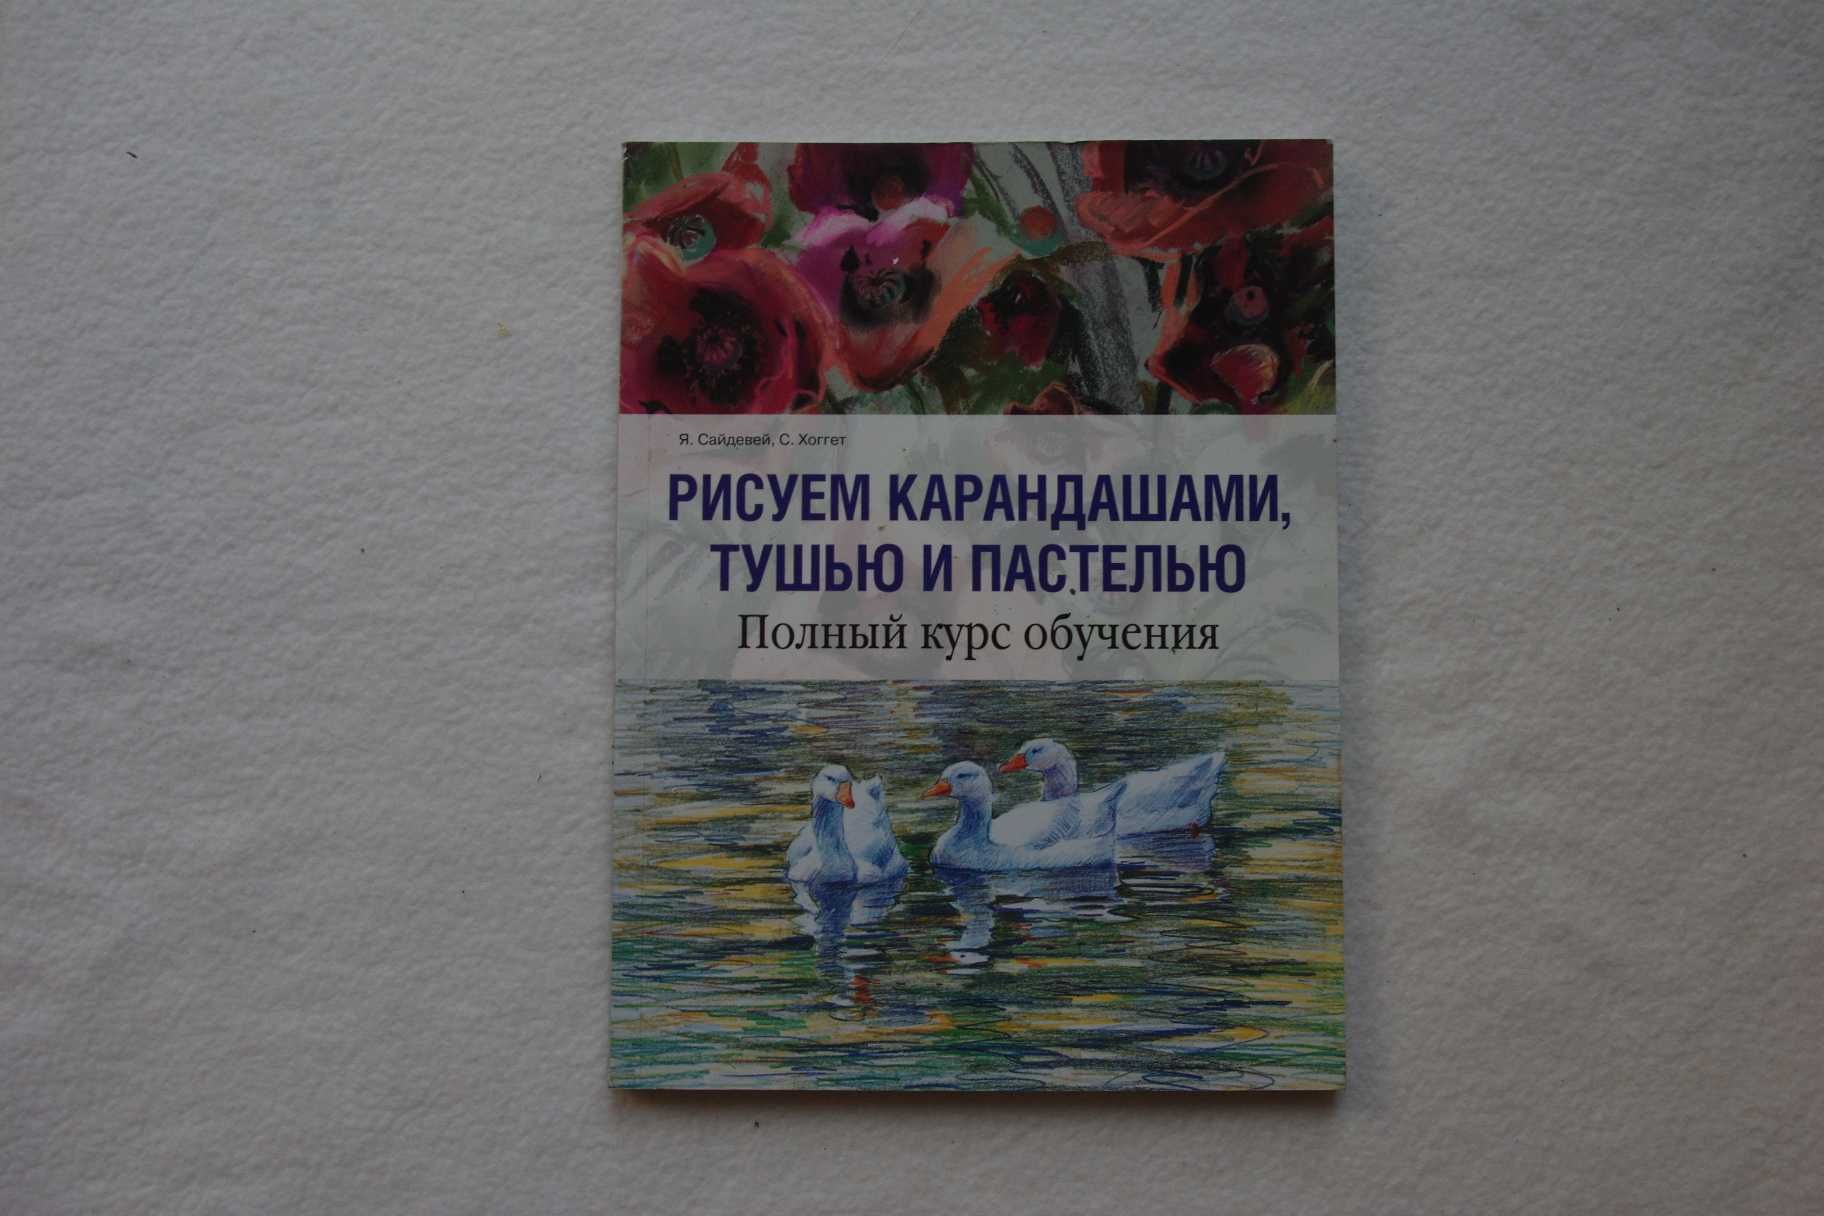 Я. Сайдевей, С. Хоггет
РИСУЕМ КАРАНДАШАМИ,
ТУШЬЮ И ПАСТЕЛЬЮ
Полный курс обучения